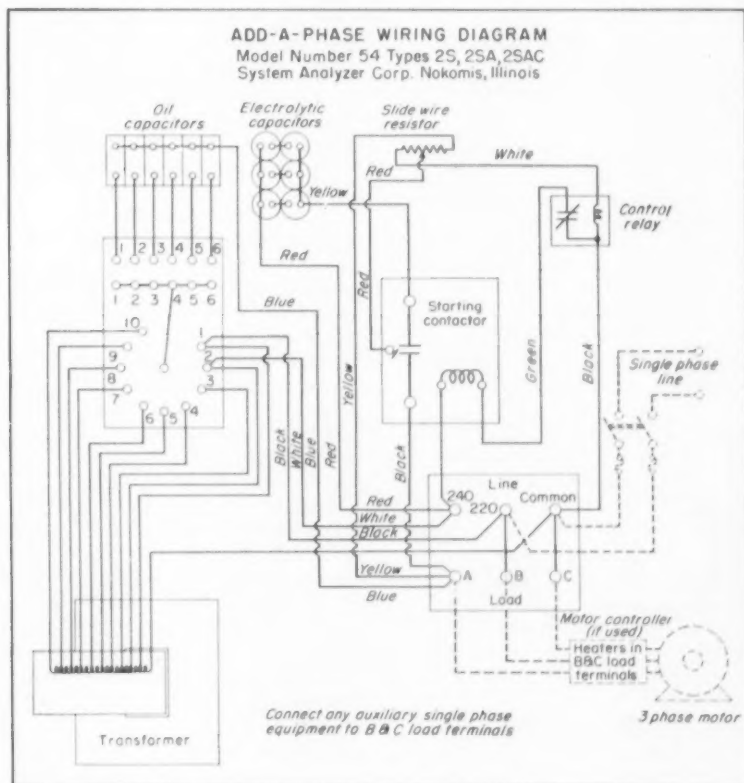 ADD-A-PHASE WIRING DIAGRAM
Model Number 54 Types 2S, 2SA, 2SAC
System Analyzer Corp. Nokomis, Illinois
Oil
capacitors
Electrolytic
capacitors
Slide wire
resistor
White
Red
Yellow
Control
relay
1 2 3 4 5 6
1 2 3 4 5 6
Red
Blue
Red
Starting
contactor
10
1
9
2
8
3
7
6 5 4
Yellow
Green
Black
Single phase
line
Black
White
Blue
Red
Black
Line
240 220 Common
Red
White
Black
Yellow
A B C
Blue
Load
Motor controller
(if used)
Heaters in
B&C load
terminals
3 phase motor
Connect any auxiliary single phase
equipment to B & C load terminals
Transformer